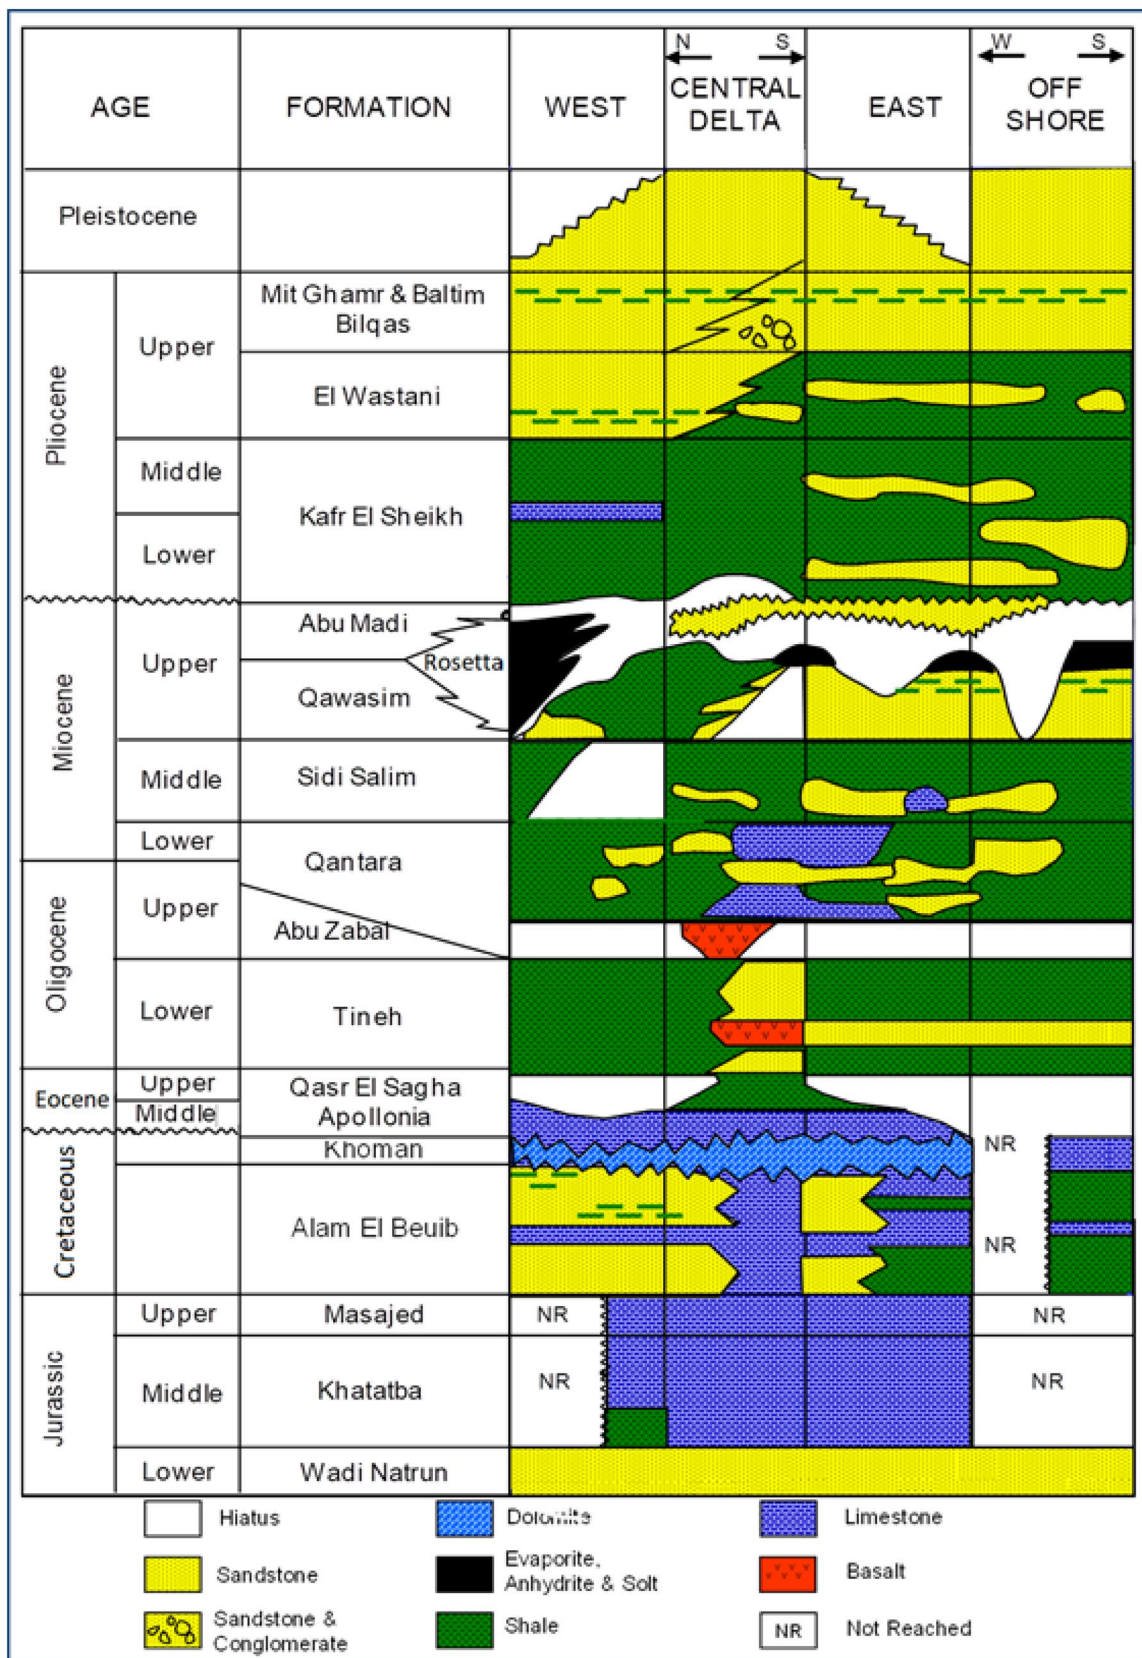 AGE
FORMATION
WEST
N S
CENTRAL
DELTA
EAST
W S
OFF
SHORE
Pleistocene
Pliocene
Upper
Mit Ghamr & Baltim
Bilqas
El Wastani
Middle
Kafr El Sheikh
Lower
Miocene
Upper
Abu Madi
Rosetta
Qawasim
Middle
Sidi Salim
Lower
Qantara
Oligocene
Upper
Abu Zabal
Lower
Tineh
Eocene
Upper
Middle
Qasr El Sagha
Apollonia
NR
Cretaceous
Khoman
Alam El Beuib
NR
Jurassic
Upper
Masajed
NR
NR
Middle
Khatatba
NR
NR
Lower
Wadi Natrun
Hiatus
Dolomite
Limestone
Sandstone
Evaporite,
Anhydrite & Solt
Basalt
Sandstone &
Conglomerate
Shale
NR
Not Reached